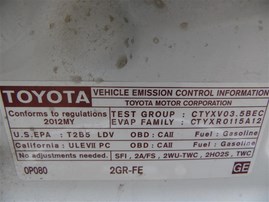 TOYOTA VEHICLE EMISSION CONTROL INFORMATION
TOYOTA MOTOR CORPORATION
Conforms to regulations TEST GROUP : CTYXV03.5BEC
2012MY EVAP FAMILY : CTYXR0115A12
U.S.EPA : T2B5 LDV OBD : CAII Fuel : Gasoline
California : ULEVII PC OBD : CAII Fuel : Gasoline
No adjustments needed. SFI , 2A/FS , 2WU-TWC , 2HO2S , TWC
0P080 2GR-FE GE